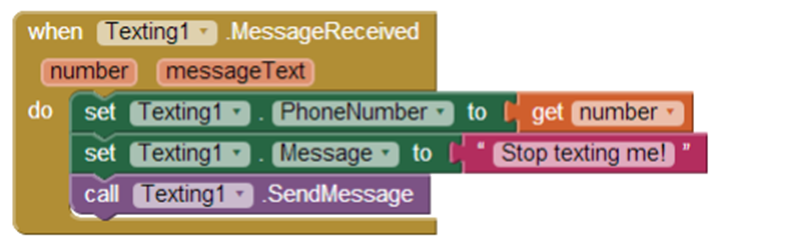 when Texting1 .MessageReceived
number messageText
do set Texting1 . PhoneNumber to get number
set Texting1 . Message to " Stop texting me! "
call Texting1 .SendMessage